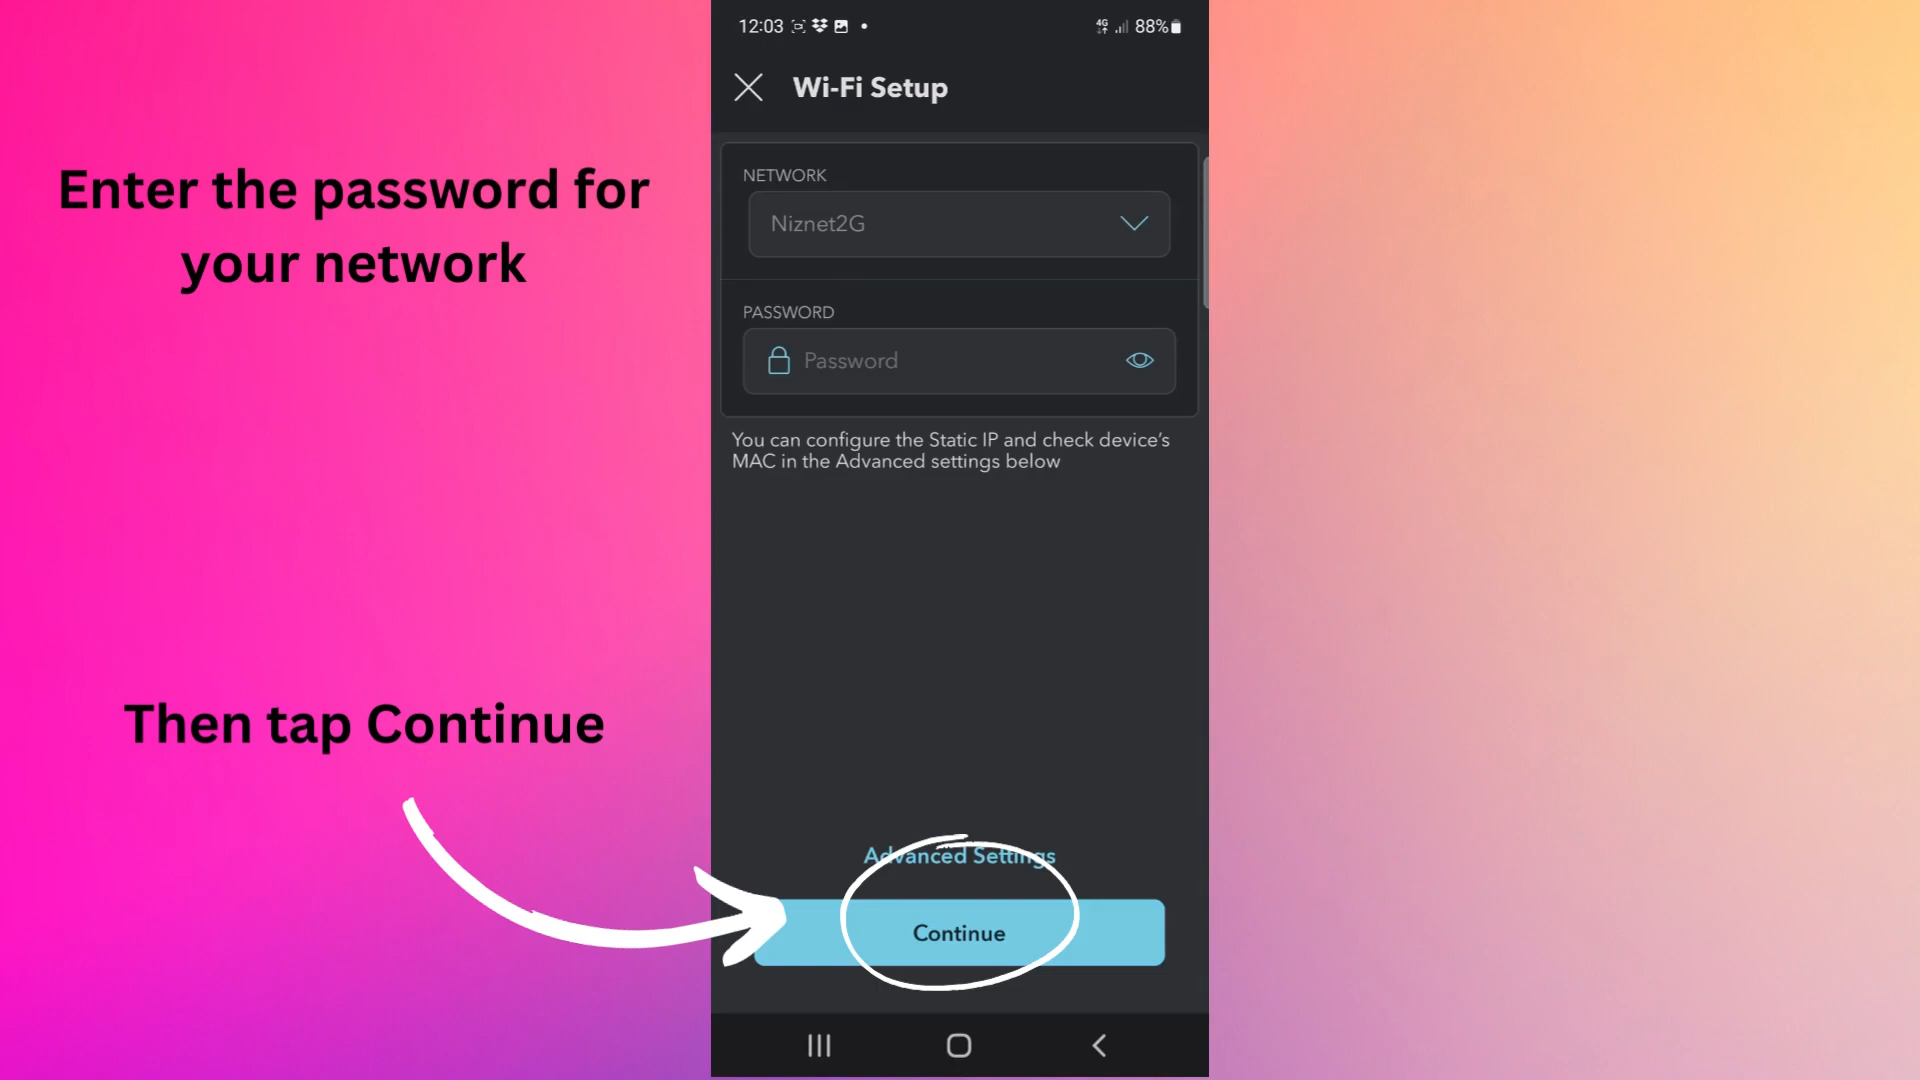 12:03
4G 88%
Wi-Fi Setup
Enter the password for
your network
NETWORK
Niznet2G
PASSWORD
Password
You can configure the Static IP and check device's
MAC in the Advanced settings below
Then tap Continue
Advanced Settings
Continue